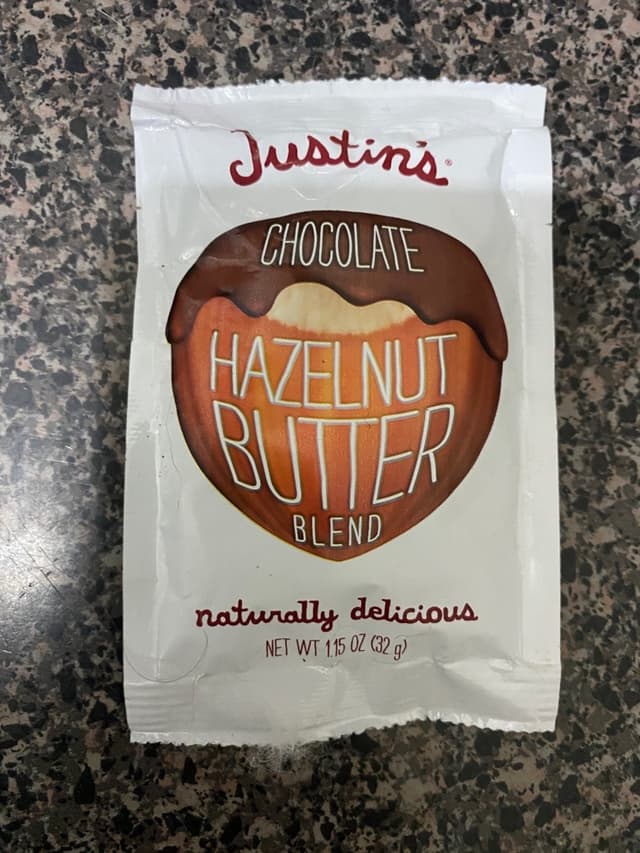 Justin's®
CHOCOLATE
HAZELNUT
BUTTER
BLEND
naturally delicious
NET WT 1.15 OZ (32 g)